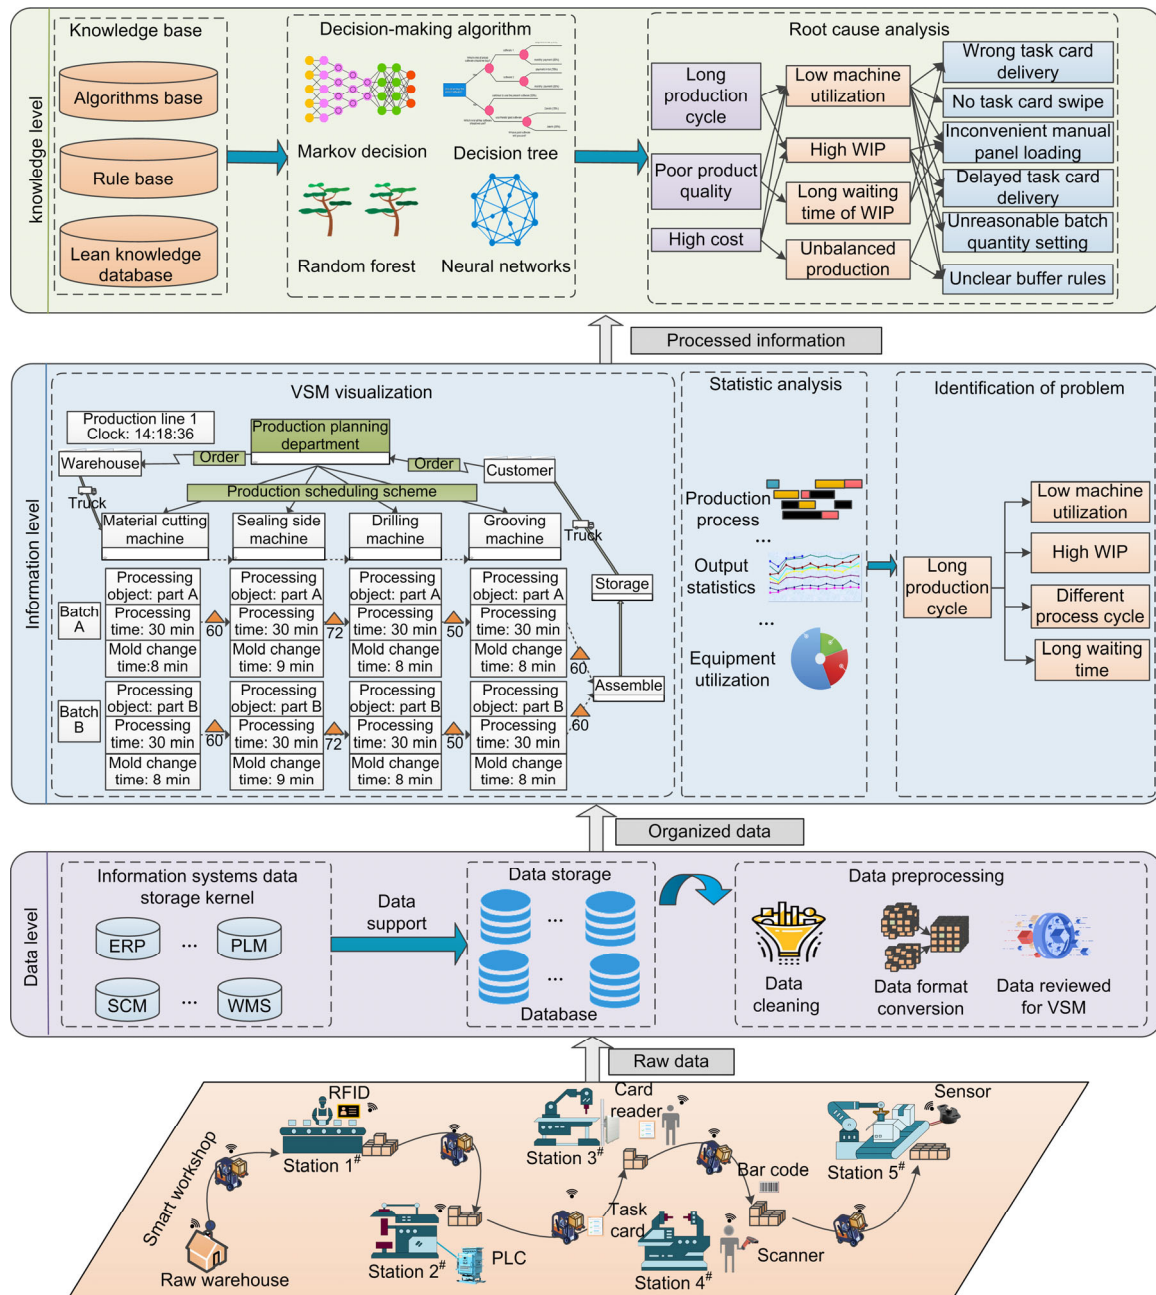 knowledge level
Knowledge base
Algorithms base
Rule base
Lean knowledge
database
Decision-making algorithm
Markov decision
Decision tree
Random forest
Neural networks
Root cause analysis
Long
production
cycle
Poor product
quality
High cost
Low machine
utilization
High WIP
Long waiting
time of WIP
Unbalanced
production
Wrong task card
delivery
No task card swipe
Inconvenient manual
panel loading
Delayed task card
delivery
Unreasonable batch
quantity setting
Unclear buffer rules
Processed information
Information level
VSM visualization
Production line 1
Clock: 14:18:36
Production planning
department
Warehouse
Order
Order
Customer
Truck
Production scheduling scheme
Truck
Material cutting
machine
Sealing side
machine
Drilling
machine
Grooving
machine
Storage
Batch
A
Processing
object: part A
Processing
time: 30 min
Mold change
time:8 min
60
Processing
object: part A
Processing
time: 30 min
Mold change
time: 9 min
72
Processing
object: part A
Processing
time: 30 min
Mold change
time: 8 min
50
Processing
object: part A
Processing
time: 30 min
Mold change
time: 8 min
60
Assemble
Batch
B
Processing
object: part B
Processing
time: 30 min
Mold change
time: 8 min
60
Processing
object: part B
Processing
time: 30 min
Mold change
time: 9 min
72
Processing
object: part B
Processing
time: 30 min
Mold change
time: 8 min
50
Processing
object: part B
Processing
time: 30 min
Mold change
time: 8 min
60
Statistic analysis
Production
process
...
Output
statistics
...
Equipment
utilization
Identification of problem
Long
production
cycle
Low machine
utilization
High WIP
Different
process cycle
Long waiting
time
Organized data
Data level
Information systems data
storage kernel
ERP
...
PLM
SCM
...
WMS
Data
support
Data storage
...
...
Database
Data preprocessing
Data
cleaning
Data format
conversion
Data reviewed
for VSM
Raw data
Smart workshop
Raw warehouse
RFID
Station 1#
Station 2#
PLC
Card
reader
Station 3#
Task
card
Station 4#
Scanner
Bar code
Sensor
Station 5#